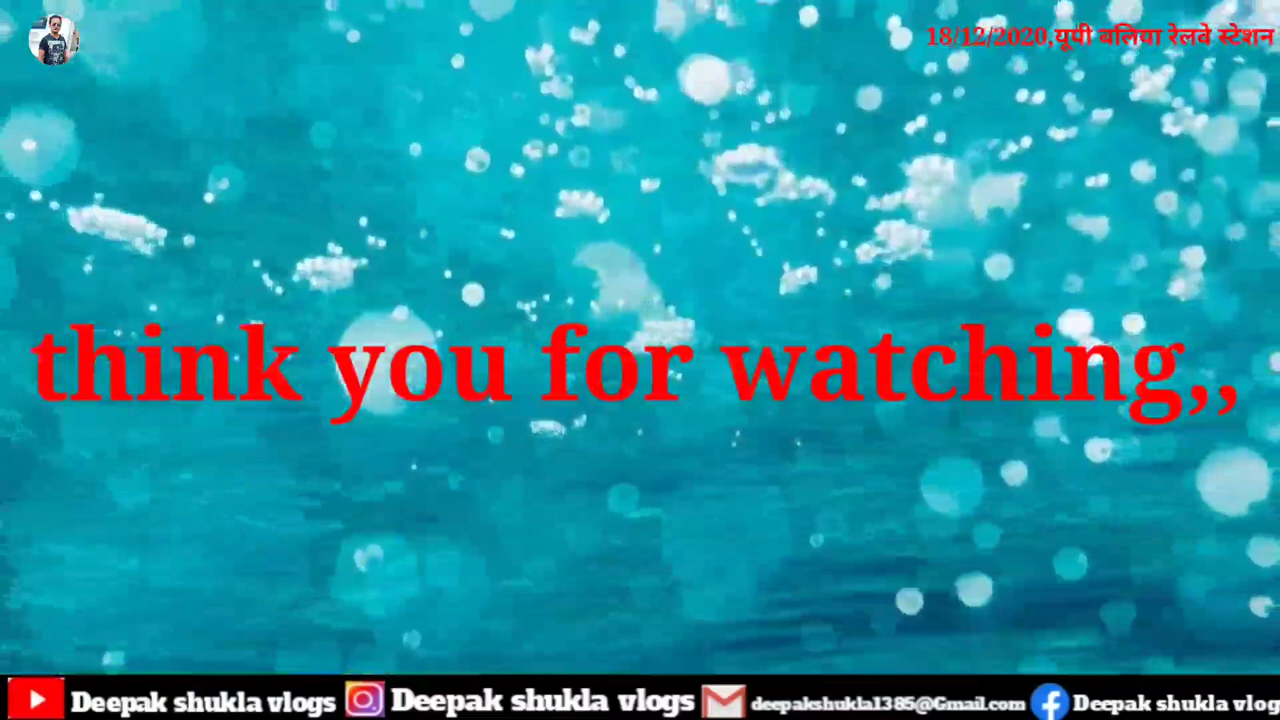 18/12/2020,यूपी बलिया रेलवे स्टेशन
think you for watching,,
Deepak shukla vlogs Deepak shukla vlogs deepakshukla1385@Gmail.com Deepak shukla vlog